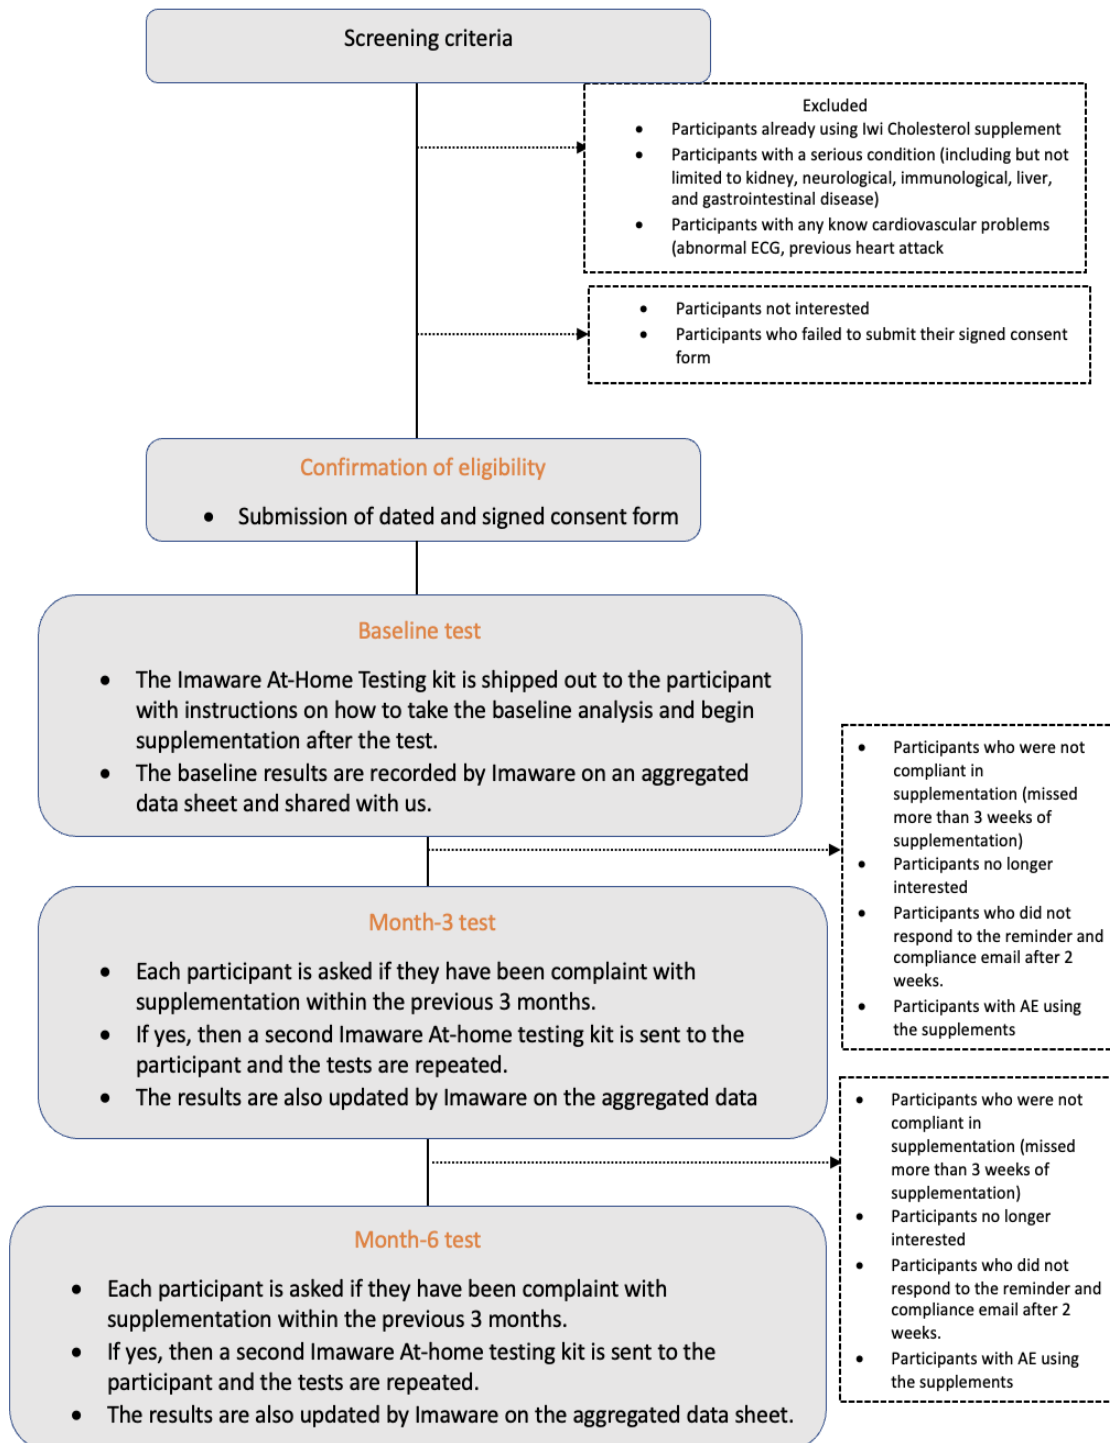 Screening criteria
Excluded
• Participants already using Iwi Cholesterol supplement
• Participants with a serious condition (including but not
limited to kidney, neurological, immunological, liver,
and gastrointestinal disease)
• Participants with any know cardiovascular problems
(abnormal ECG, previous heart attack
• Participants not interested
• Participants who failed to submit their signed consent
form
Confirmation of eligibility
• Submission of dated and signed consent form
Baseline test
• The Imaware At-Home Testing kit is shipped out to the participant
with instructions on how to take the baseline analysis and begin
supplementation after the test.
• The baseline results are recorded by Imaware on an aggregated
data sheet and shared with us.
• Participants who were not
compliant in
supplementation (missed
more than 3 weeks of
supplementation)
• Participants no longer
interested
• Participants who did not
respond to the reminder and
compliance email after 2
weeks.
• Participants with AE using
the supplements
Month-3 test
• Each participant is asked if they have been complaint with
supplementation within the previous 3 months.
• If yes, then a second Imaware At-home testing kit is sent to the
participant and the tests are repeated.
• The results are also updated by Imaware on the aggregated data
• Participants who were not
compliant in
supplementation (missed
more than 3 weeks of
supplementation)
• Participants no longer
interested
• Participants who did not
respond to the reminder and
compliance email after 2
weeks.
• Participants with AE using
the supplements
Month-6 test
• Each participant is asked if they have been complaint with
supplementation within the previous 3 months.
• If yes, then a second Imaware At-home testing kit is sent to the
participant and the tests are repeated.
• The results are also updated by Imaware on the aggregated data sheet.